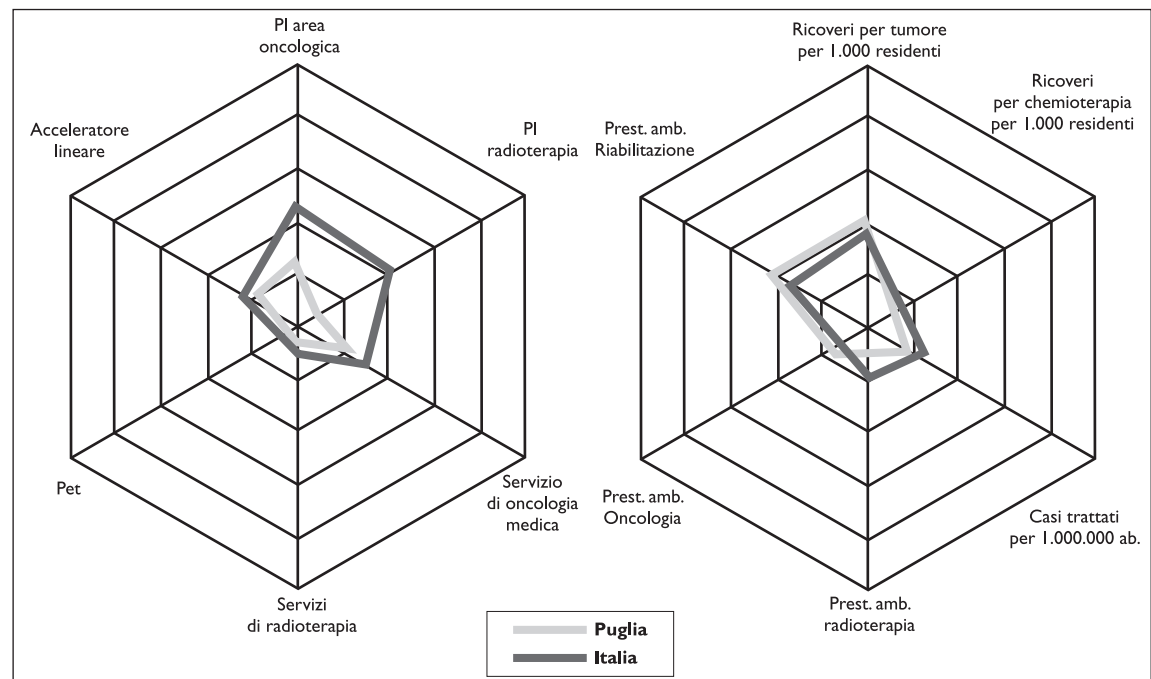 PI area
oncologica
PI
radioterapia
Servizio
di oncologia
medica
Servizi
di radioterapia
Pet
Acceleratore
lineare
Ricoveri per tumore
per 1.000 residenti
Ricoveri
per chemioterapia
per 1.000 residenti
Casi trattati
per 1.000.000 ab.
Prest. amb.
radioterapia
Prest. amb.
Oncologia
Prest. amb.
Riabilitazione
Puglia
Italia